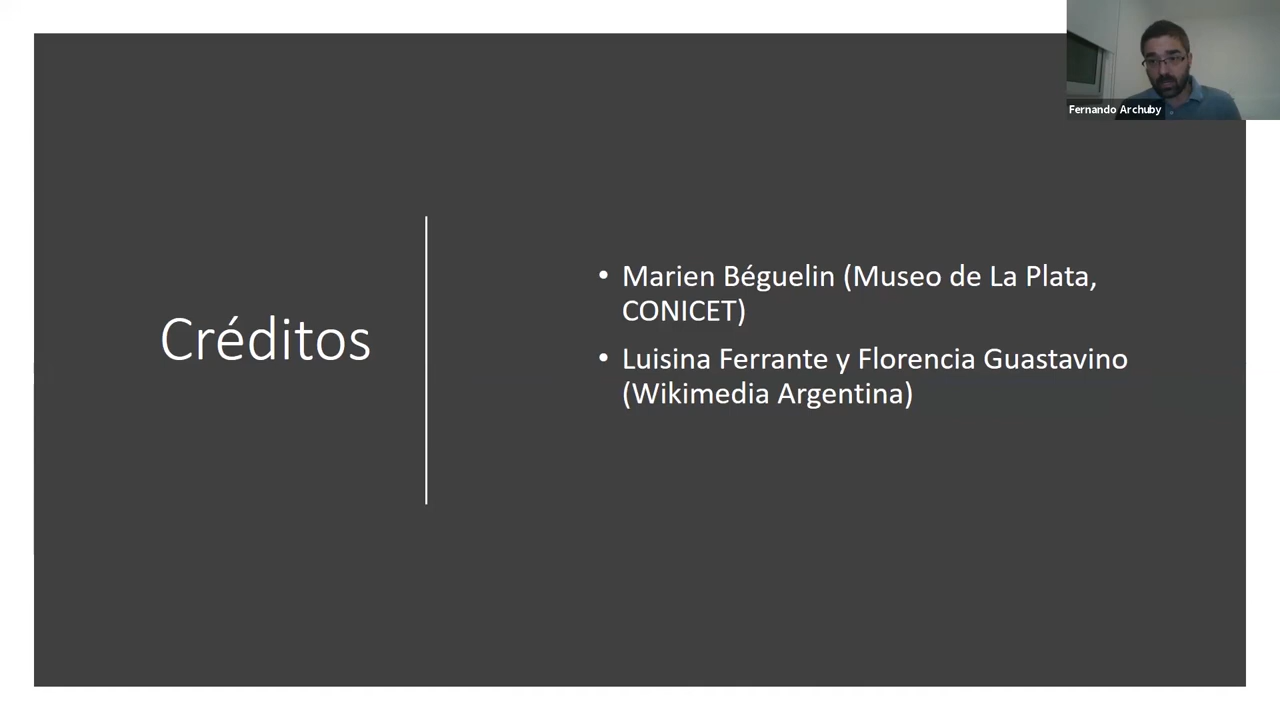 Fernando Archuby
Créditos
• Marien Béguelin (Museo de La Plata,
CONICET)
• Luisina Ferrante y Florencia Guastavino
(Wikimedia Argentina)